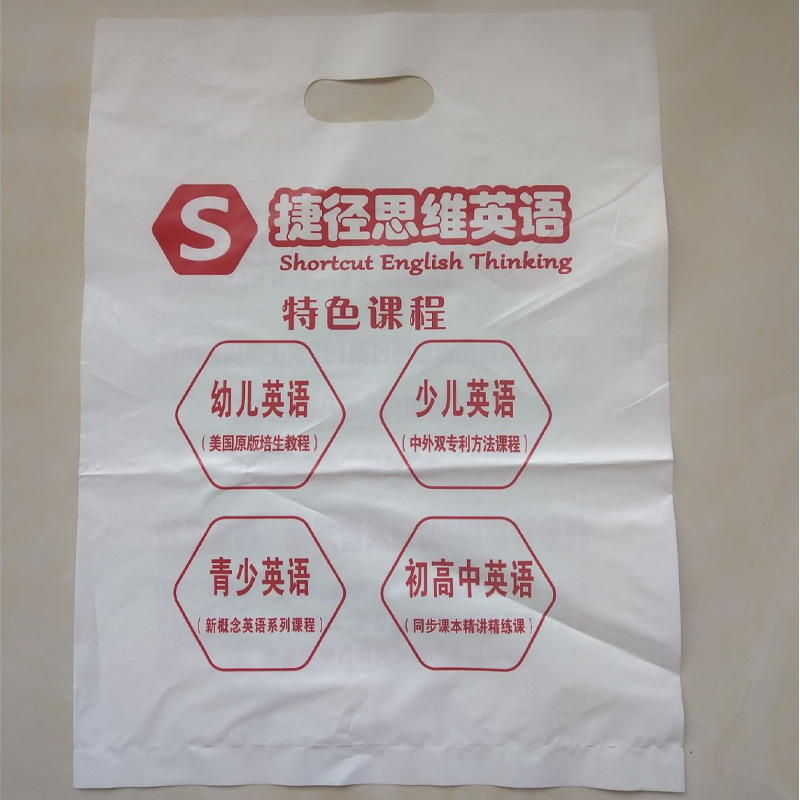 S
捷径思维英语
Shortcut English Thinking
特色课程
幼儿英语
(美国原版培生教程)
少儿英语
(中外双专利方法课程)
青少英语
(新概念英语系列课程)
初高中英语
(同步课本精讲精练课)